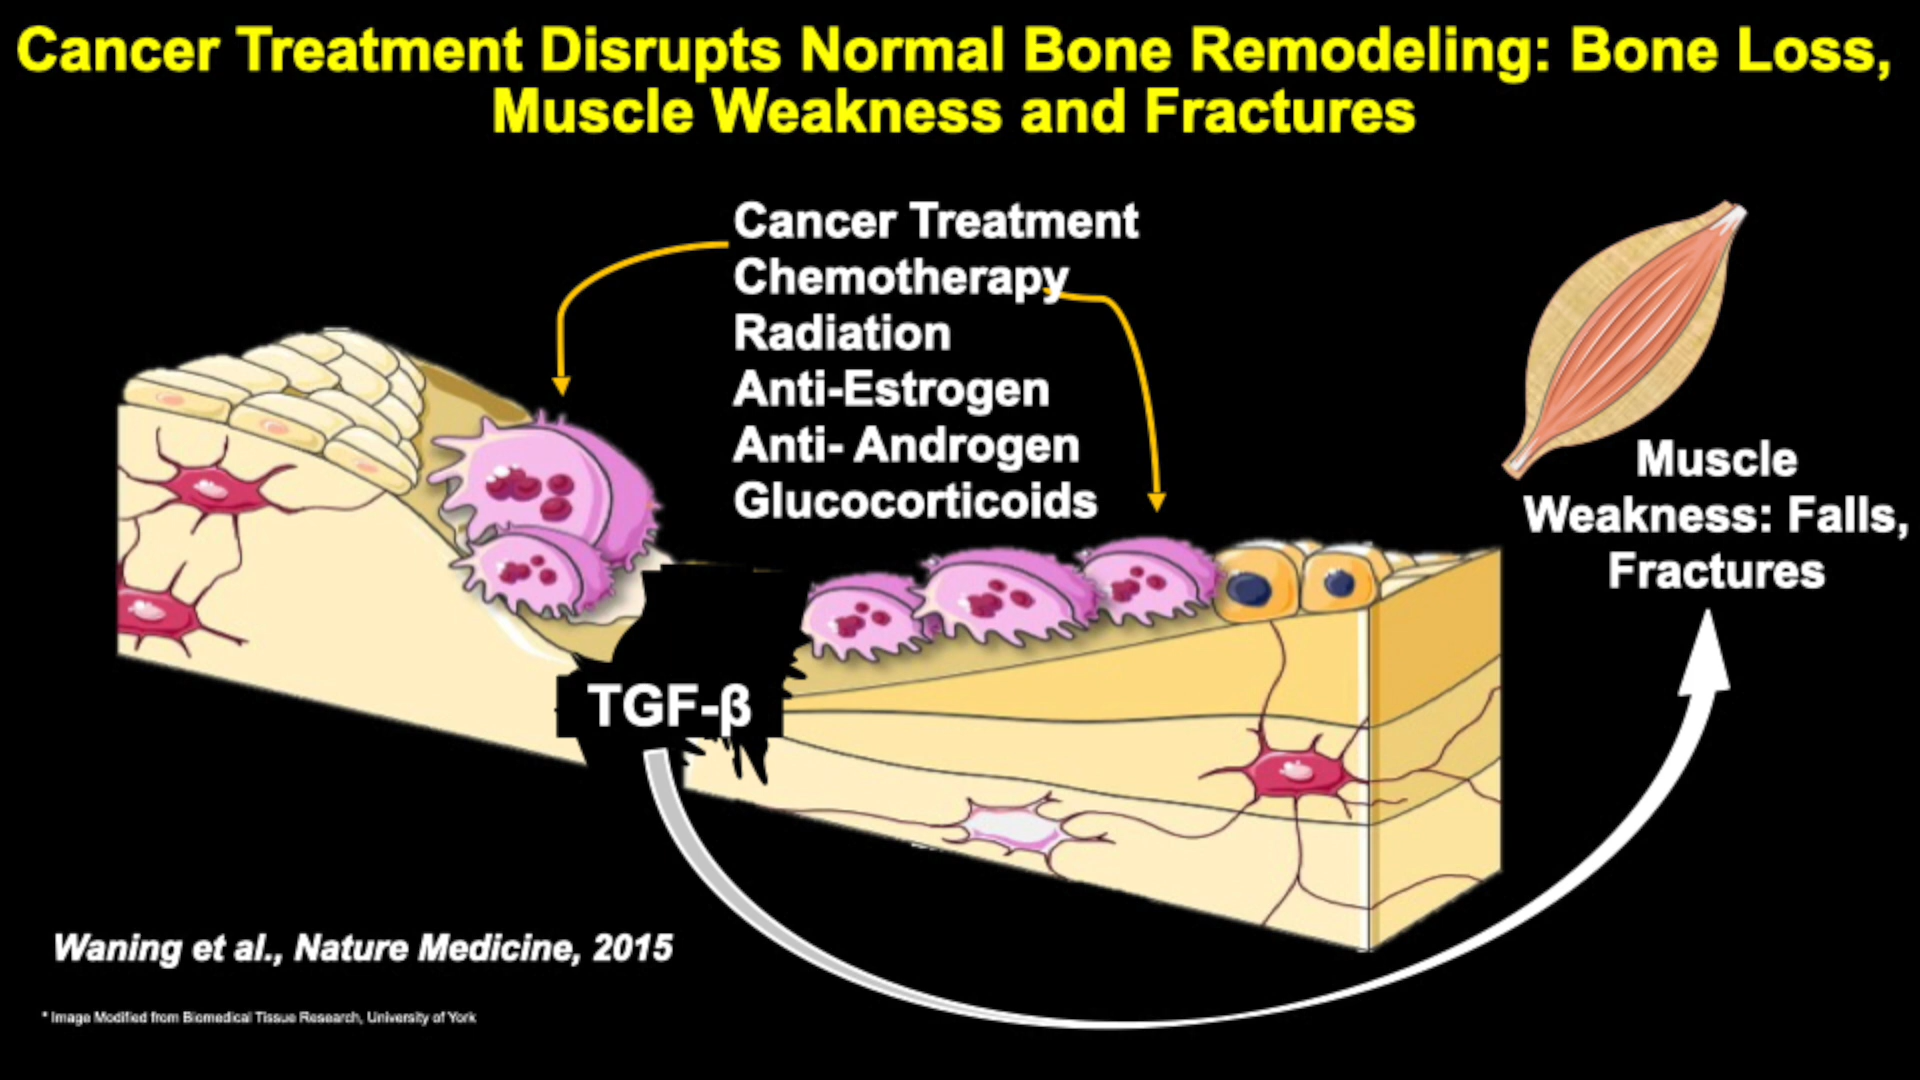 Cancer Treatment Disrupts Normal Bone Remodeling: Bone Loss,
Muscle Weakness and Fractures
Cancer Treatment
Chemotherapy
Radiation
Anti-Estrogen
Anti- Androgen
Glucocorticoids
Muscle
Weakness: Falls,
Fractures
TGF-β
Waning et al., Nature Medicine, 2015
* Image Modified from Biomedical Tissue Research, University of York